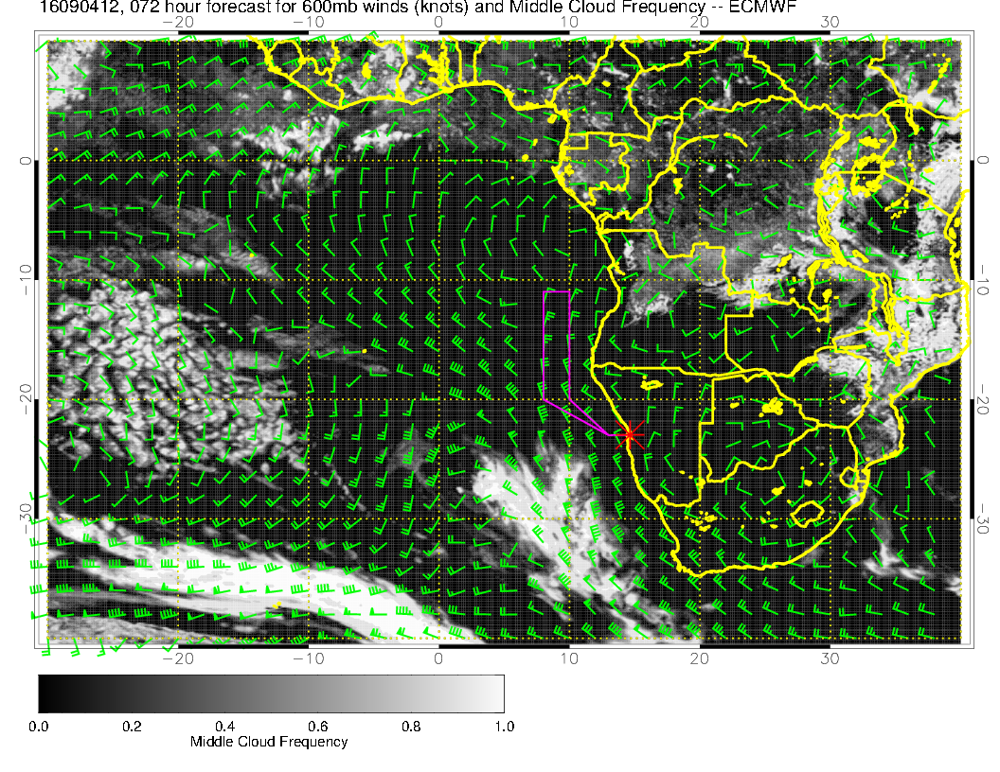 16090412, 072 hour forecast for 600mb winds (knots) and Middle Cloud Frequency -- ECMWF
−20 −10 0 10 20 30
0 0
−10 −10
−20 −20
−30 −30
−20 −10 0 10 20 30
0.0 0.2 0.4 0.6 0.8 1.0
Middle Cloud Frequency